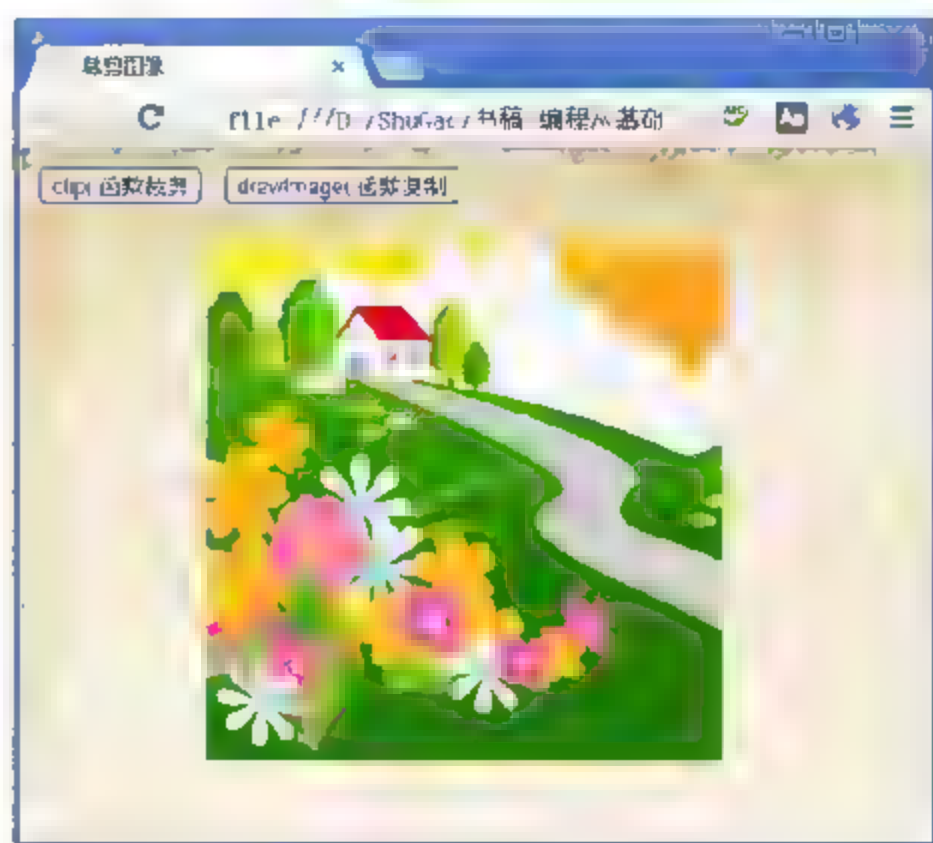 裁剪图像 ×
file ///D /ShuGao/书稿 编程 基础
clip( 函数裁剪 drawImage( 函数复制